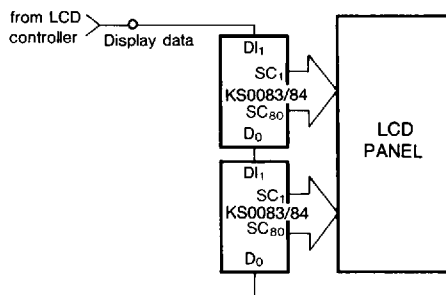 from LCD
controller
Display data
DI₁
SC₁
KS0083/84
SC₈₀
D₀
DI₁
SC₁
KS0083/84
SC₈₀
D₀
LCD
PANEL